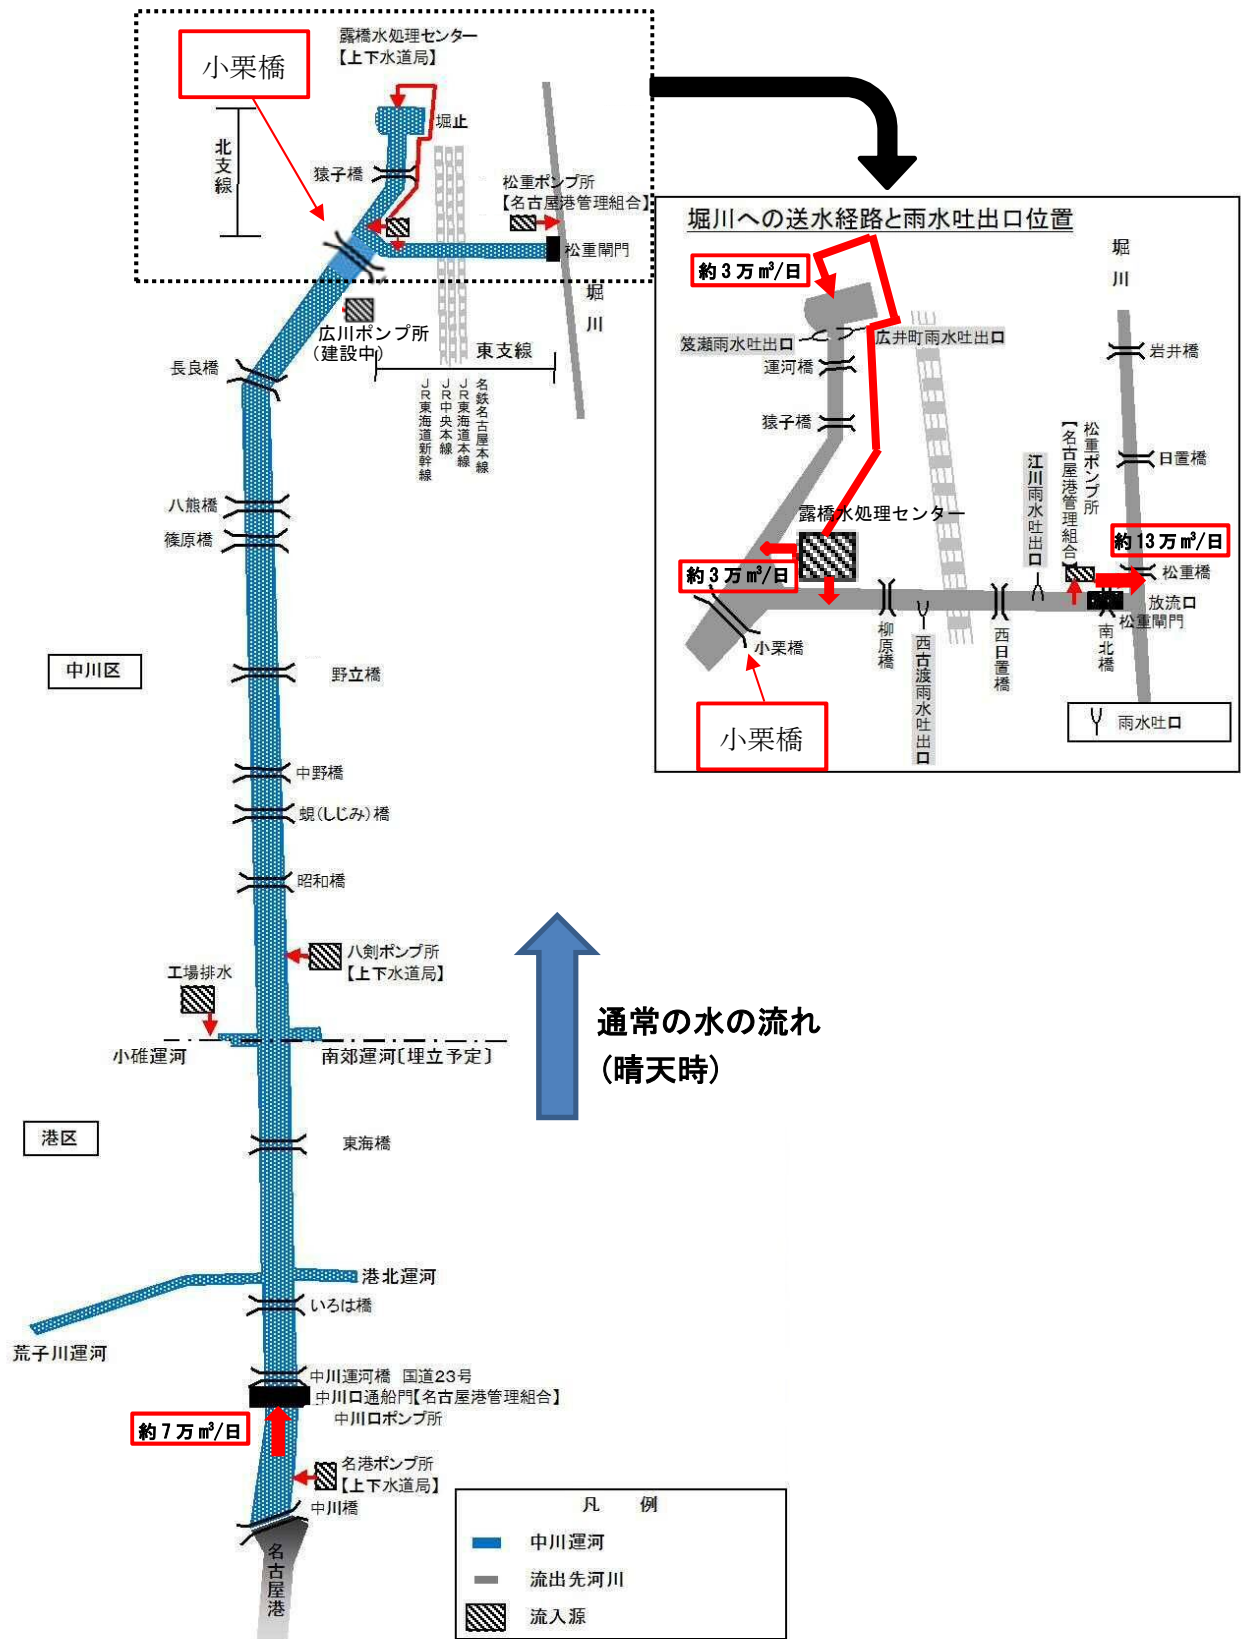 露橋水処理センター
【上下水道局】
小栗橋
堀止
北支線
猿子橋
松重ポンプ所
【名古屋港管理組合】
松重閘門
堀川
広川ポンプ所
(建設中)
東支線
長良橋
JR東海道新幹線
JR中央本線
JR東海道本線
名鉄名古屋本線
八熊橋
篠原橋
中川区
野立橋
中野橋
蜆(しじみ)橋
昭和橋
八剣ポンプ所
【上下水道局】
工場排水
小碓運河
南郊運河〔埋立予定〕
通常の水の流れ
(晴天時)
港区
東海橋
港北運河
いろは橋
荒子川運河
中川運河橋 国道23号
中川口通船門【名古屋港管理組合】
中川口ポンプ所
約7万㎥/日
名港ポンプ所
【上下水道局】
中川橋
名古屋港
凡 例
中川運河
流出先河川
流入源
堀川への送水経路と雨水吐出口位置
約3万㎥/日
堀川
笈瀬雨水吐出口
広井町雨水吐出口
運河橋
岩井橋
猿子橋
松重ポンプ所
【名古屋港管理組合】
日置橋
江川雨水吐出口
露橋水処理センター
約13万㎥/日
約3万㎥/日
松重橋
放流口
松重閘門
南北橋
小栗橋
柳原橋
西古渡雨水吐出口
西日置橋
小栗橋
雨水吐口